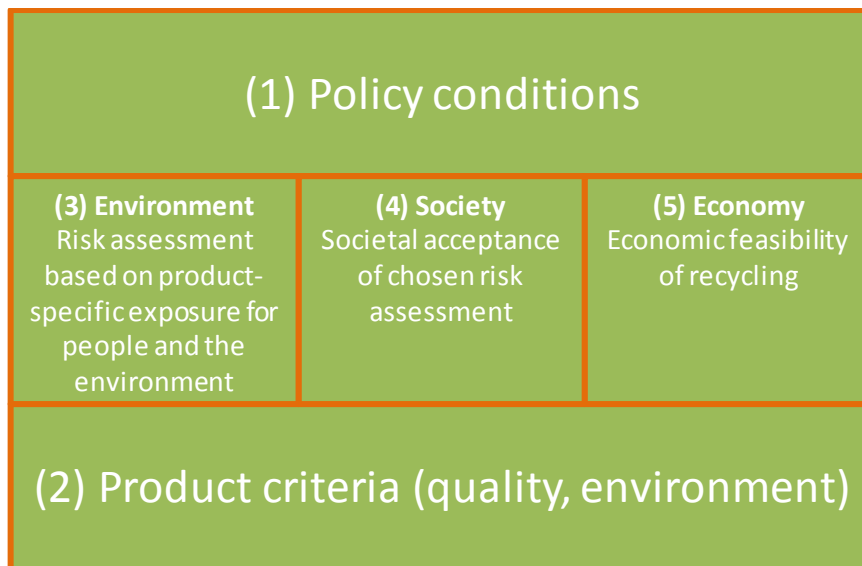 (1) Policy conditions
(3) Environment
Risk assessment
based on product-
specific exposure for
people and the
environment
(4) Society
Societal acceptance
of chosen risk
assessment
(5) Economy
Economic feasibility
of recycling
(2) Product criteria (quality, environment)